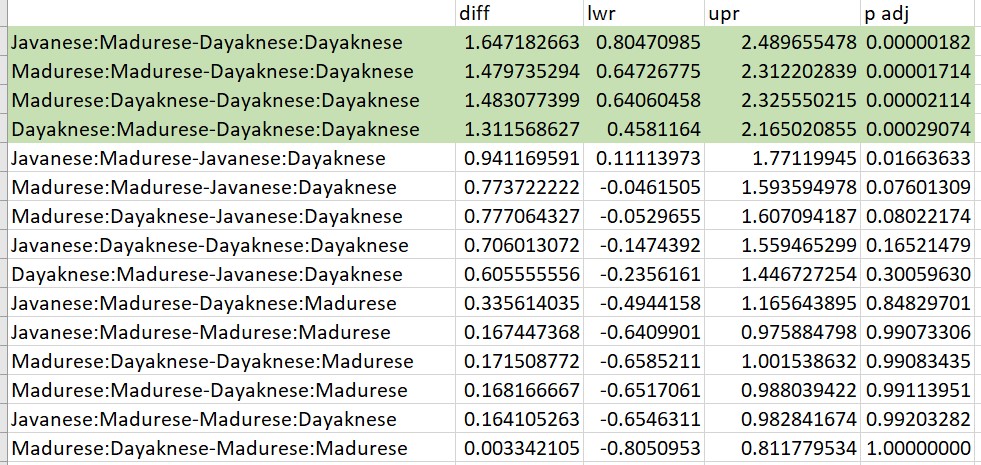 diff lwr upr p adj
Javanese:Madurese-Dayaknese:Dayaknese 1.647182663 0.80470985 2.489655478 0.00000182
Madurese:Madurese-Dayaknese:Dayaknese 1.479735294 0.64726775 2.312202839 0.00001714
Madurese:Dayaknese-Dayaknese:Dayaknese 1.483077399 0.64060458 2.325550215 0.00002114
Dayaknese:Madurese-Dayaknese:Dayaknese 1.311568627 0.4581164 2.165020855 0.00029074
Javanese:Madurese-Javanese:Dayaknese 0.941169591 0.11113973 1.77119945 0.01663633
Madurese:Madurese-Javanese:Dayaknese 0.773722222 -0.0461505 1.593594978 0.07601309
Madurese:Dayaknese-Javanese:Dayaknese 0.777064327 -0.0529655 1.607094187 0.08022174
Javanese:Dayaknese-Dayaknese:Dayaknese 0.706013072 -0.1474392 1.559465299 0.16521479
Dayaknese:Madurese-Javanese:Dayaknese 0.605555556 -0.2356161 1.446727254 0.30059630
Javanese:Madurese-Dayaknese:Madurese 0.335614035 -0.4944158 1.165643895 0.84829701
Javanese:Madurese-Madurese:Madurese 0.167447368 -0.6409901 0.975884798 0.99073306
Madurese:Dayaknese-Dayaknese:Madurese 0.171508772 -0.6585211 1.001538632 0.99083435
Madurese:Madurese-Dayaknese:Madurese 0.168166667 -0.6517061 0.988039422 0.99113951
Javanese:Madurese-Madurese:Dayaknese 0.164105263 -0.6546311 0.982841674 0.99203282
Madurese:Dayaknese-Madurese:Madurese 0.003342105 -0.8050953 0.811779534 1.00000000